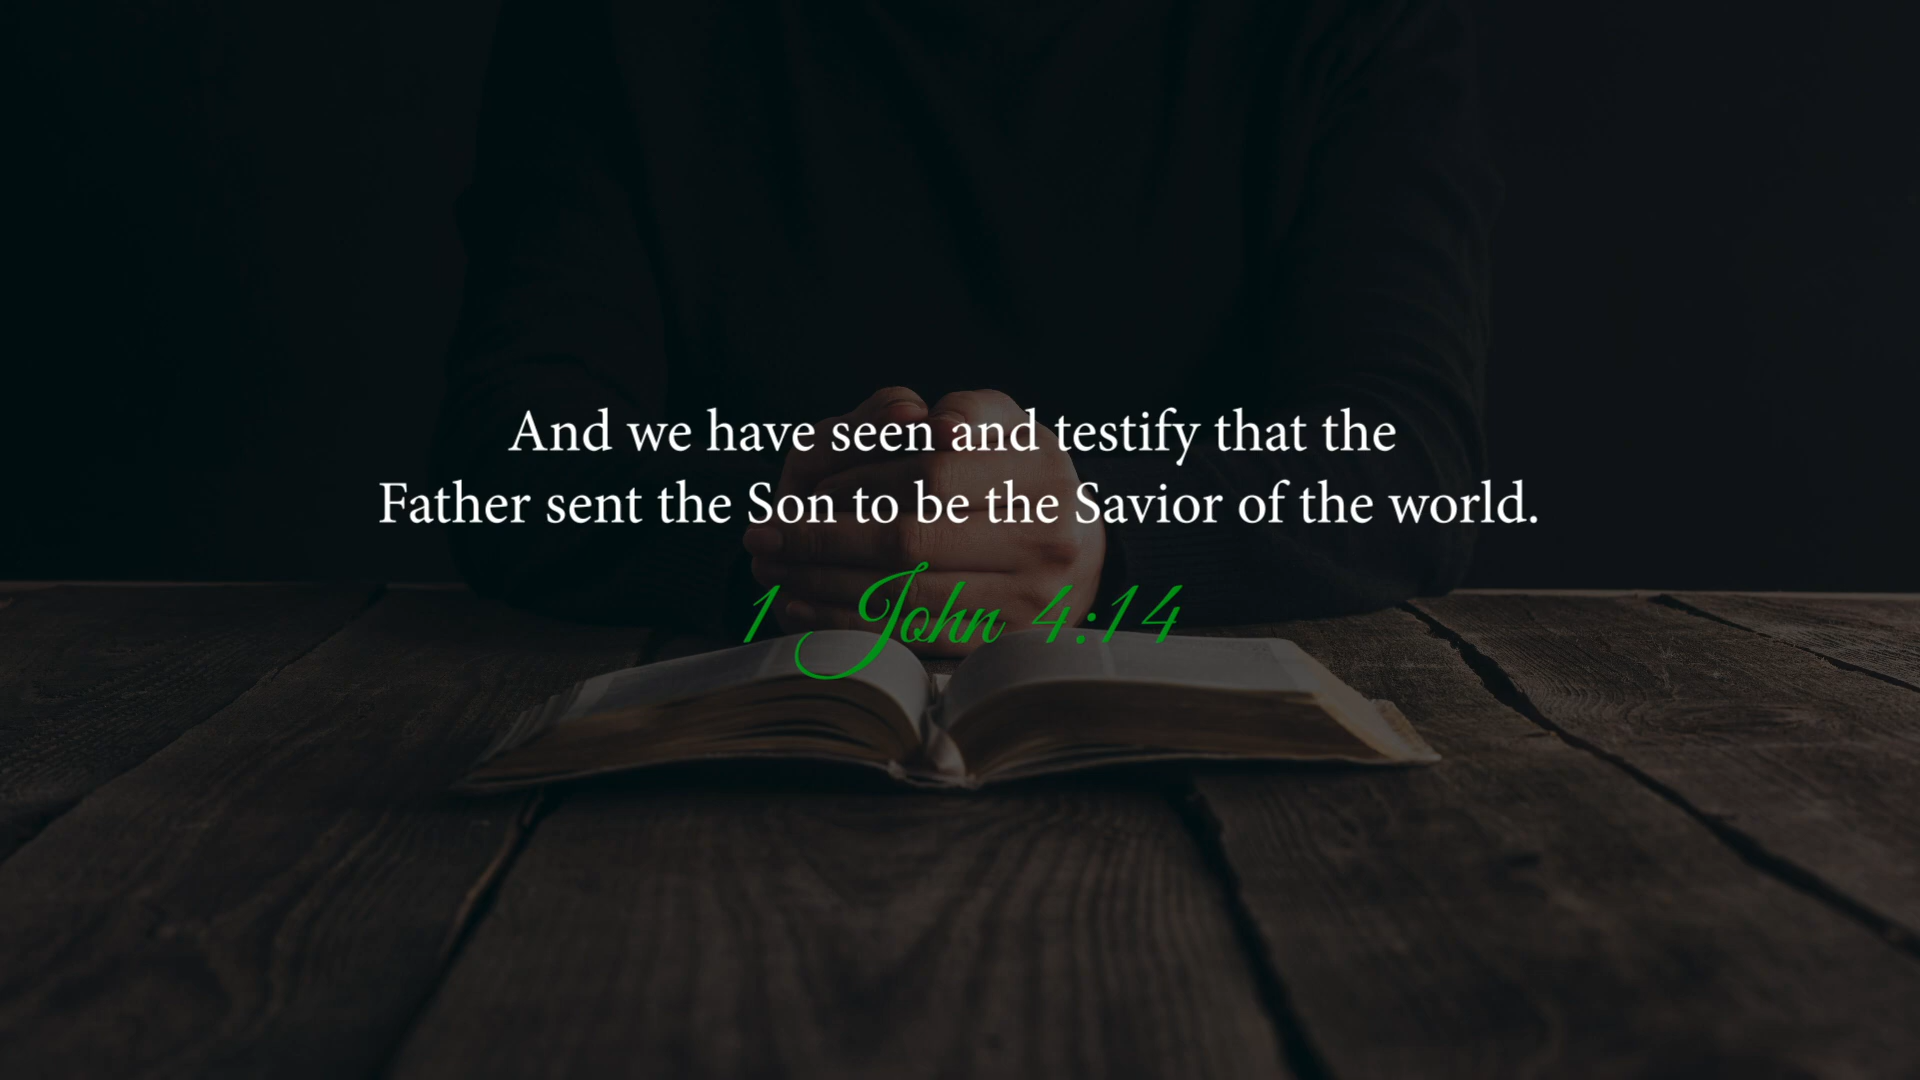 And we have seen and testify that the
Father sent the Son to be the Savior of the world.
1 John 4:14